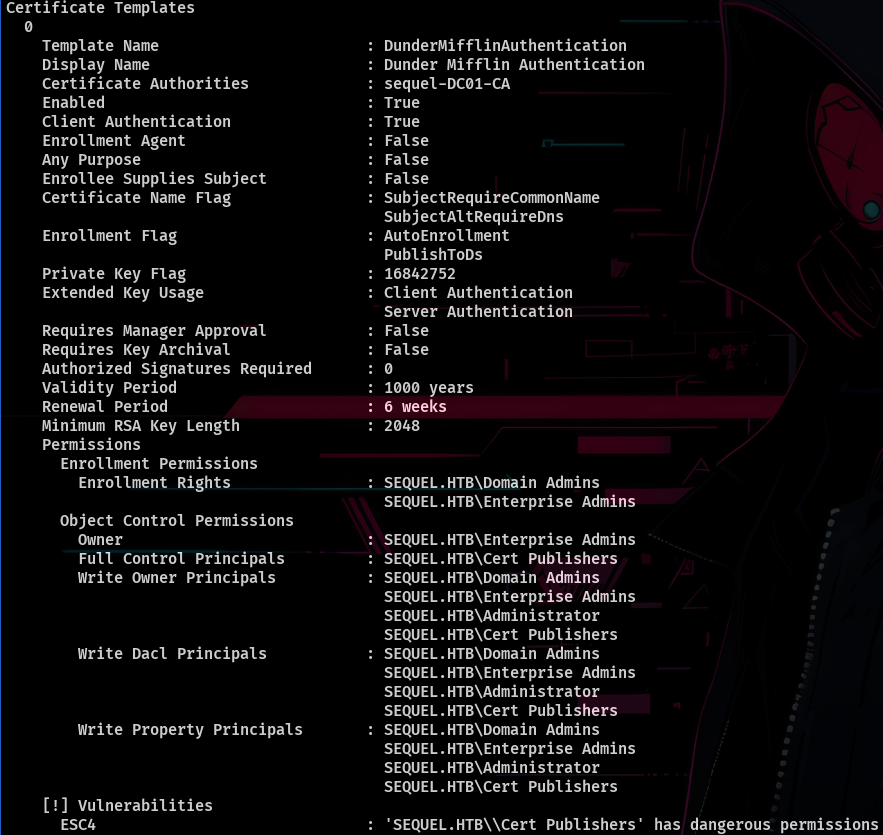 Certificate Templates
0
Template Name : DunderMifflinAuthentication
Display Name : Dunder Mifflin Authentication
Certificate Authorities : sequel-DC01-CA
Enabled : True
Client Authentication : True
Enrollment Agent : False
Any Purpose : False
Enrollee Supplies Subject : False
Certificate Name Flag : SubjectRequireCommonName
SubjectAltRequireDns
Enrollment Flag : AutoEnrollment
PublishToDs
Private Key Flag : 16842752
Extended Key Usage : Client Authentication
Server Authentication
Requires Manager Approval : False
Requires Key Archival : False
Authorized Signatures Required : 0
Validity Period : 1000 years
Renewal Period : 6 weeks
Minimum RSA Key Length : 2048
Permissions
Enrollment Permissions
Enrollment Rights : SEQUEL.HTB\Domain Admins
SEQUEL.HTB\Enterprise Admins
Object Control Permissions
Owner : SEQUEL.HTB\Enterprise Admins
Full Control Principals : SEQUEL.HTB\Cert Publishers
Write Owner Principals : SEQUEL.HTB\Domain Admins
SEQUEL.HTB\Enterprise Admins
SEQUEL.HTB\Administrator
SEQUEL.HTB\Cert Publishers
Write Dacl Principals : SEQUEL.HTB\Domain Admins
SEQUEL.HTB\Enterprise Admins
SEQUEL.HTB\Administrator
SEQUEL.HTB\Cert Publishers
Write Property Principals : SEQUEL.HTB\Domain Admins
SEQUEL.HTB\Enterprise Admins
SEQUEL.HTB\Administrator
SEQUEL.HTB\Cert Publishers
[!] Vulnerabilities
ESC4 : 'SEQUEL.HTB\\Cert Publishers' has dangerous permissions